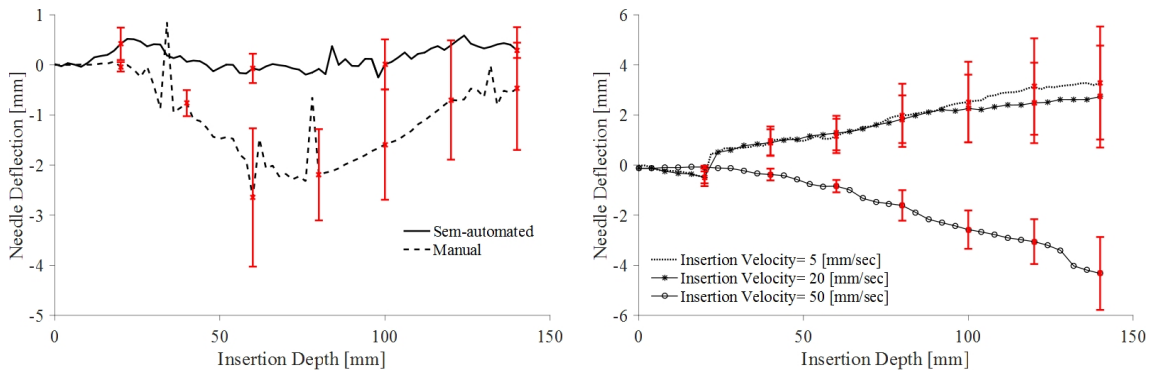 1
0
-1
-2
-3
-4
-5
Needle Deflection [mm]
Sem-automated
Manual
0
50
100
150
Insertion Depth [mm]
6
4
2
0
-2
-4
-6
Needle Deflection [mm]
Insertion Velocity= 5 [mm/sec]
Insertion Velocity= 20 [mm/sec]
Insertion Velocity= 50 [mm/sec]
0
50
100
150
Insertion Depth [mm]